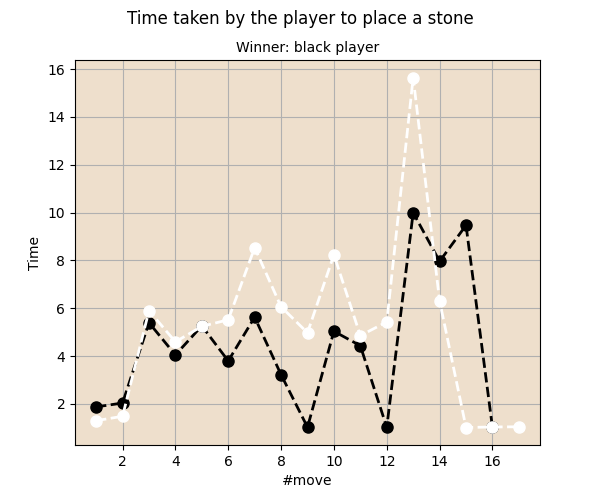 Time taken by the player to place a stone
Winner: black player
16
14
12
10
8
6
4
2
Time
2 4 6 8 10 12 14 16
#move